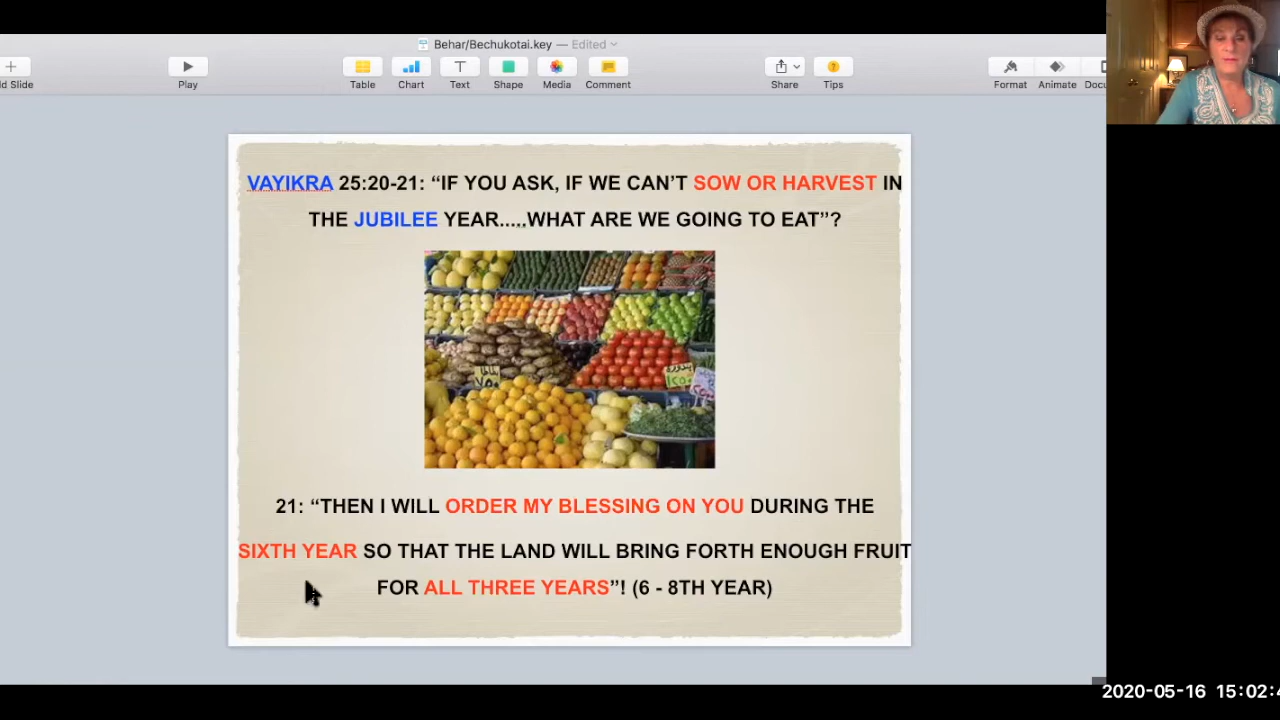 Behar/Bechukotai.key — Edited
d Slide
Play
Table
Chart
Text
Shape
Media
Comment
Share
Tips
Format
Animate
Docu
VAYIKRA 25:20-21: “IF YOU ASK, IF WE CAN’T SOW OR HARVEST IN
THE JUBILEE YEAR.....WHAT ARE WE GOING TO EAT”?
21: “THEN I WILL ORDER MY BLESSING ON YOU DURING THE
SIXTH YEAR SO THAT THE LAND WILL BRING FORTH ENOUGH FRUIT
FOR ALL THREE YEARS”! (6 - 8TH YEAR)
2020-05-16 15:02:4